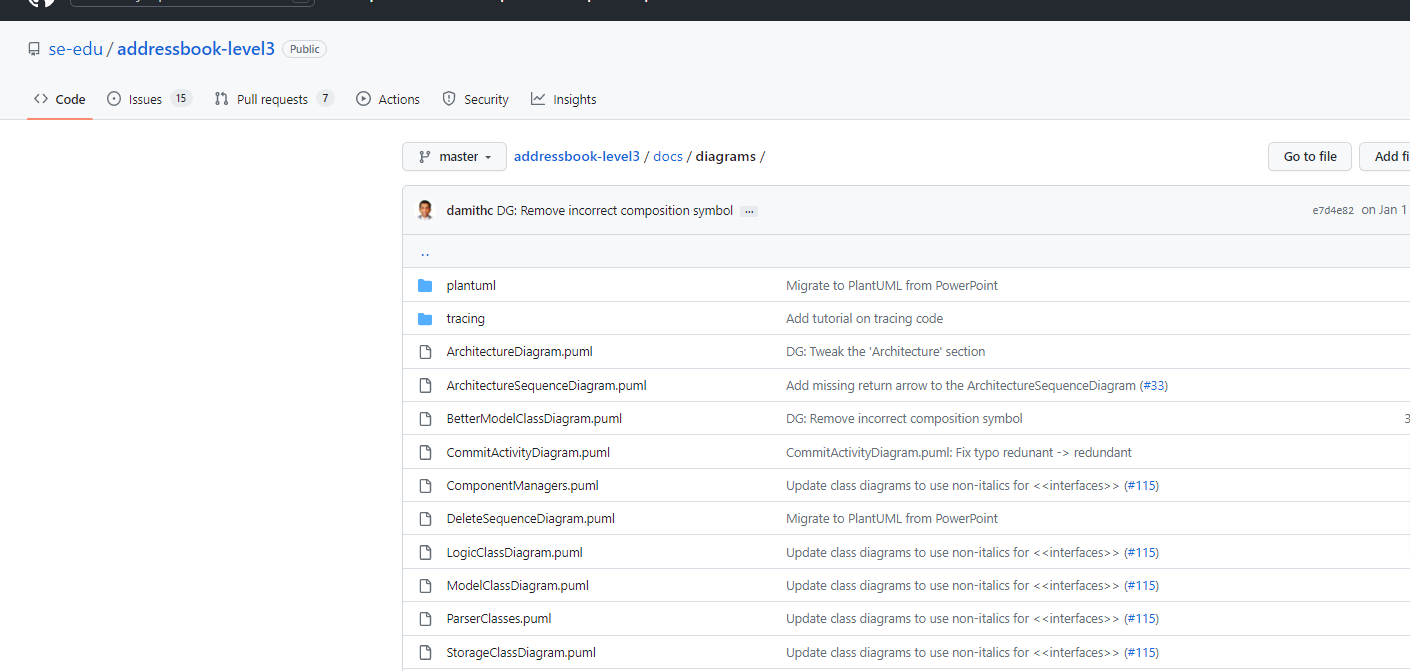 se-edu / addressbook-level3 Public
Code Issues 15 Pull requests 7 Actions Security Insights
master addressbook-level3 / docs / diagrams / Go to file Add fi
damithc DG: Remove incorrect composition symbol ... e7d4e82 on Jan 1
..
plantuml Migrate to PlantUML from PowerPoint
tracing Add tutorial on tracing code
ArchitectureDiagram.puml DG: Tweak the 'Architecture' section
ArchitectureSequenceDiagram.puml Add missing return arrow to the ArchitectureSequenceDiagram (#33)
BetterModelClassDiagram.puml DG: Remove incorrect composition symbol 3
CommitActivityDiagram.puml CommitActivityDiagram.puml: Fix typo redunant -> redundant
ComponentManagers.puml Update class diagrams to use non-italics for <<interfaces>> (#115)
DeleteSequenceDiagram.puml Migrate to PlantUML from PowerPoint
LogicClassDiagram.puml Update class diagrams to use non-italics for <<interfaces>> (#115)
ModelClassDiagram.puml Update class diagrams to use non-italics for <<interfaces>> (#115)
ParserClasses.puml Update class diagrams to use non-italics for <<interfaces>> (#115)
StorageClassDiagram.puml Update class diagrams to use non-italics for <<interfaces>> (#115)